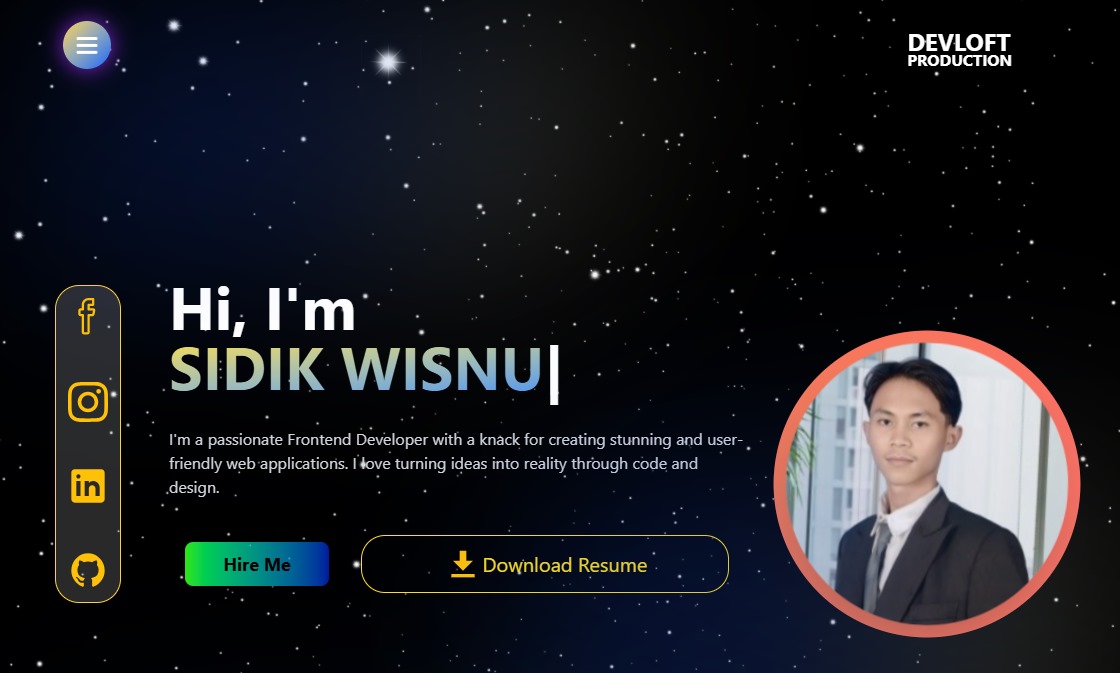 DEVLOFT
PRODUCTION
Hi, I'm
SIDIK WISNU|
I'm a passionate Frontend Developer with a knack for creating stunning and user-
friendly web applications. I love turning ideas into reality through code and
design.
Hire Me
Download Resume